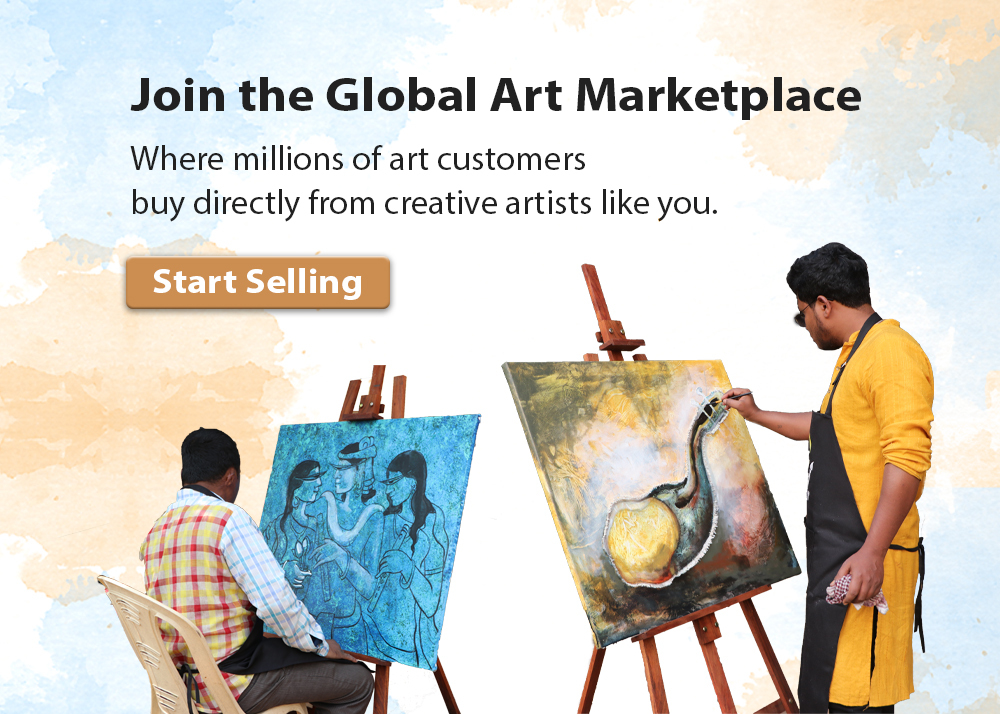 Join the Global Art Marketplace
Where millions of art customers
buy directly from creative artists like you.
Start Selling